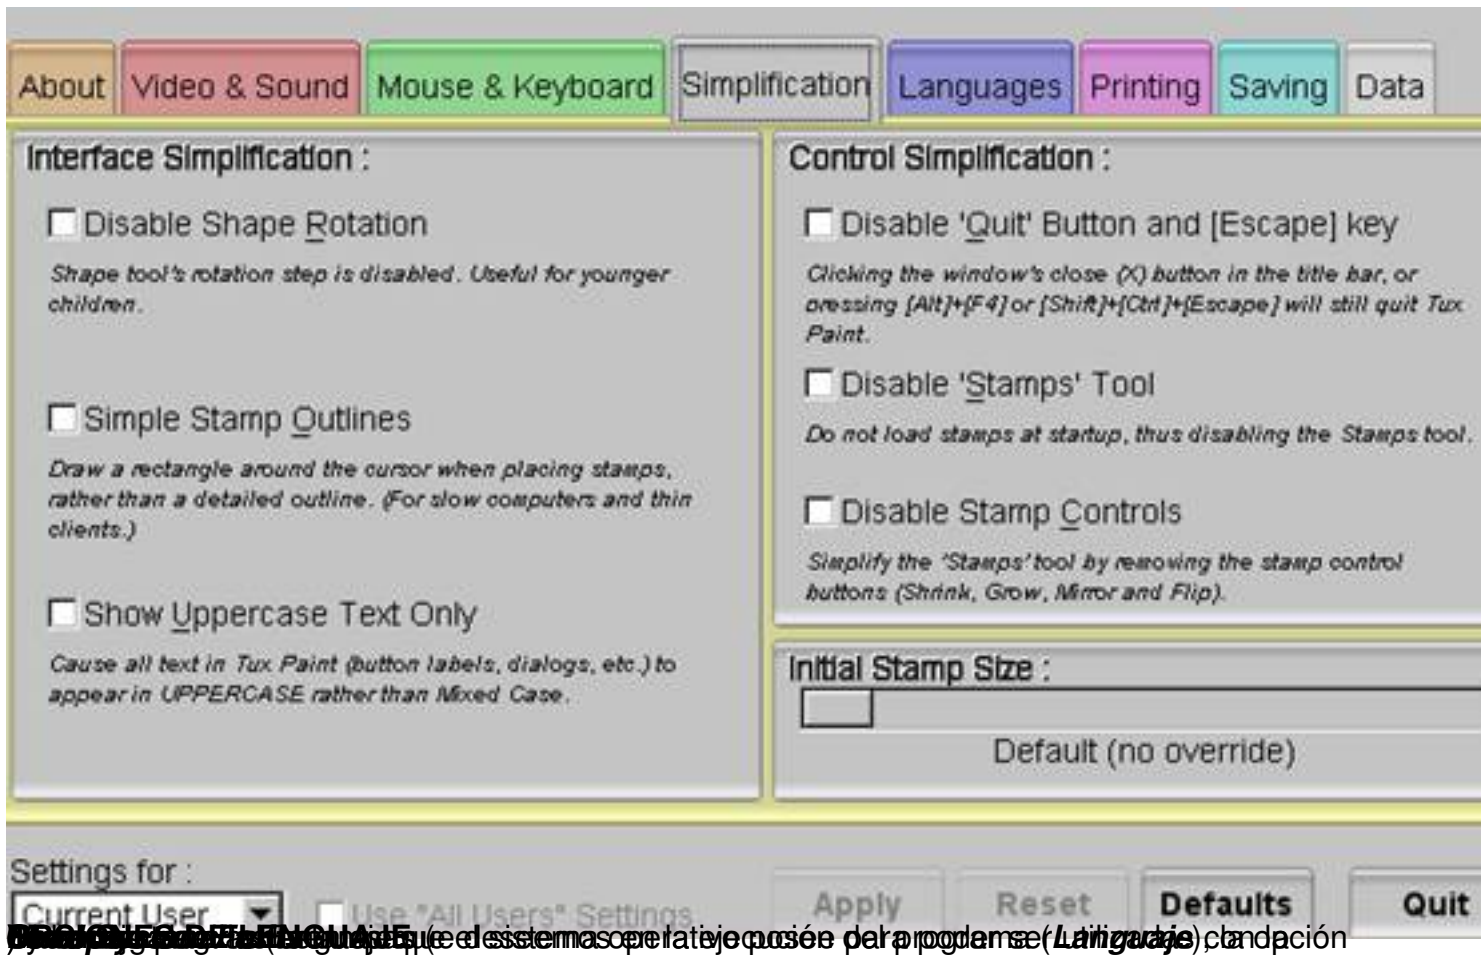 About Video & Sound Mouse & Keyboard Simplification Languages Printing Saving Data
Interface Simplification :
Disable Shape Rotation
Shape tool's rotation step is disabled. Useful for younger
children.
Simple Stamp Outlines
Draw a rectangle around the cursor when placing stamps,
rather than a detailed outline. (For slow computers and thin
clients.)
Show Uppercase Text Only
Cause all text in Tux Paint (button labels, dialogs, etc.) to
appear in UPPERCASE rather than Mixed Case.
Control Simplification :
Disable 'Quit' Button and [Escape] key
Clicking the window's close (X) button in the title bar, or
pressing [Alt]+[F4] or [Shift]+[Ctrl]+[Escape] will still quit Tux
Paint.
Disable 'Stamps' Tool
Do not load stamps at startup, thus disabling the Stamps tool.
Disable Stamp Controls
Simplify the 'Stamps' tool by removing the stamp control
buttons (Shrink, Grow, Mirror and Flip).
Initial Stamp Size :
Default (no override)
Settings for :
Current User Use "All Users" Settings Apply Reset Defaults Quit